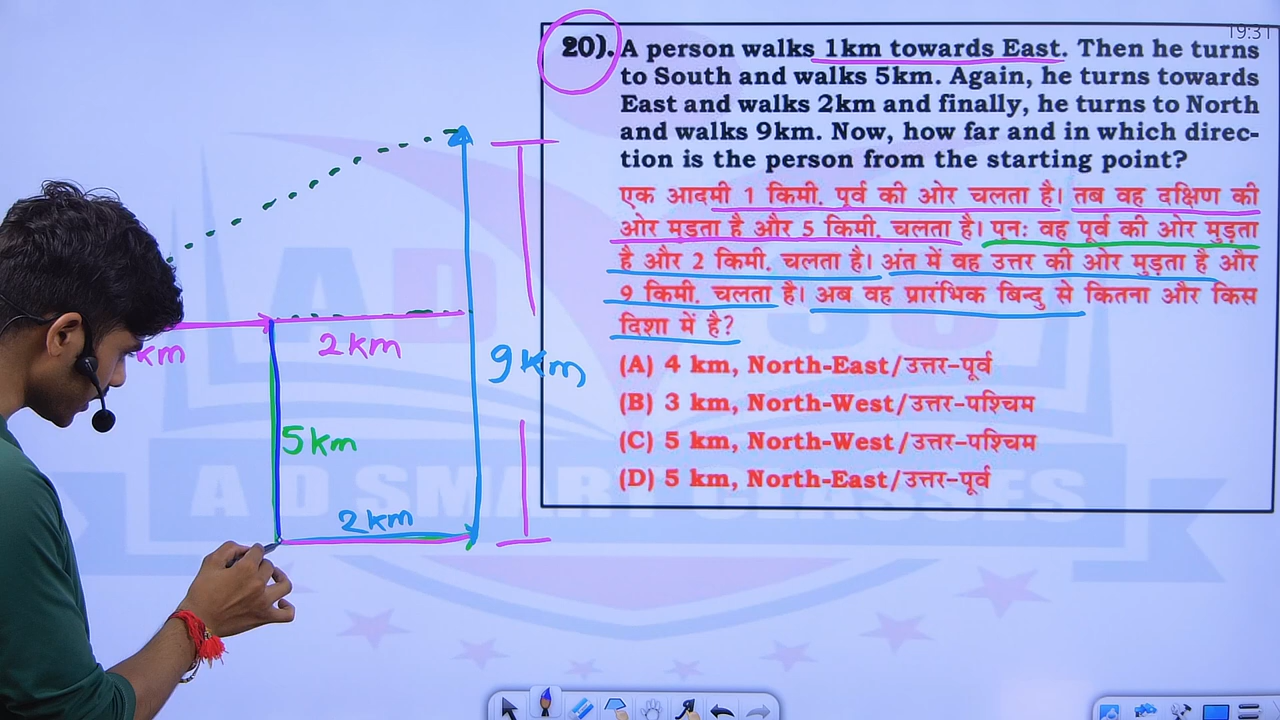 19:31
20). A person walks 1km towards East. Then he turns
to South and walks 5km. Again, he turns towards
East and walks 2km and finally, he turns to North
and walks 9km. Now, how far and in which direc-
tion is the person from the starting point?
एक आदमी 1 किमी. पूर्व की ओर चलता है। तब वह दक्षिण की
ओर मुड़ता है और 5 किमी. चलता है। पुनः वह पूर्व की ओर मुड़ता
है और 2 किमी. चलता है। अंत में वह उत्तर की ओर मुड़ता है और
9 किमी. चलता है। अब वह प्रारंभिक बिन्दु से कितना और किस
दिशा में है?
(A) 4 km, North-East/उत्तर-पूर्व
(B) 3 km, North-West/उत्तर-पश्चिम
(C) 5 km, North-West/उत्तर-पश्चिम
(D) 5 km, North-East/उत्तर-पूर्व
km
2km
9km
5km
2km
AD
A D SMART CLASSES